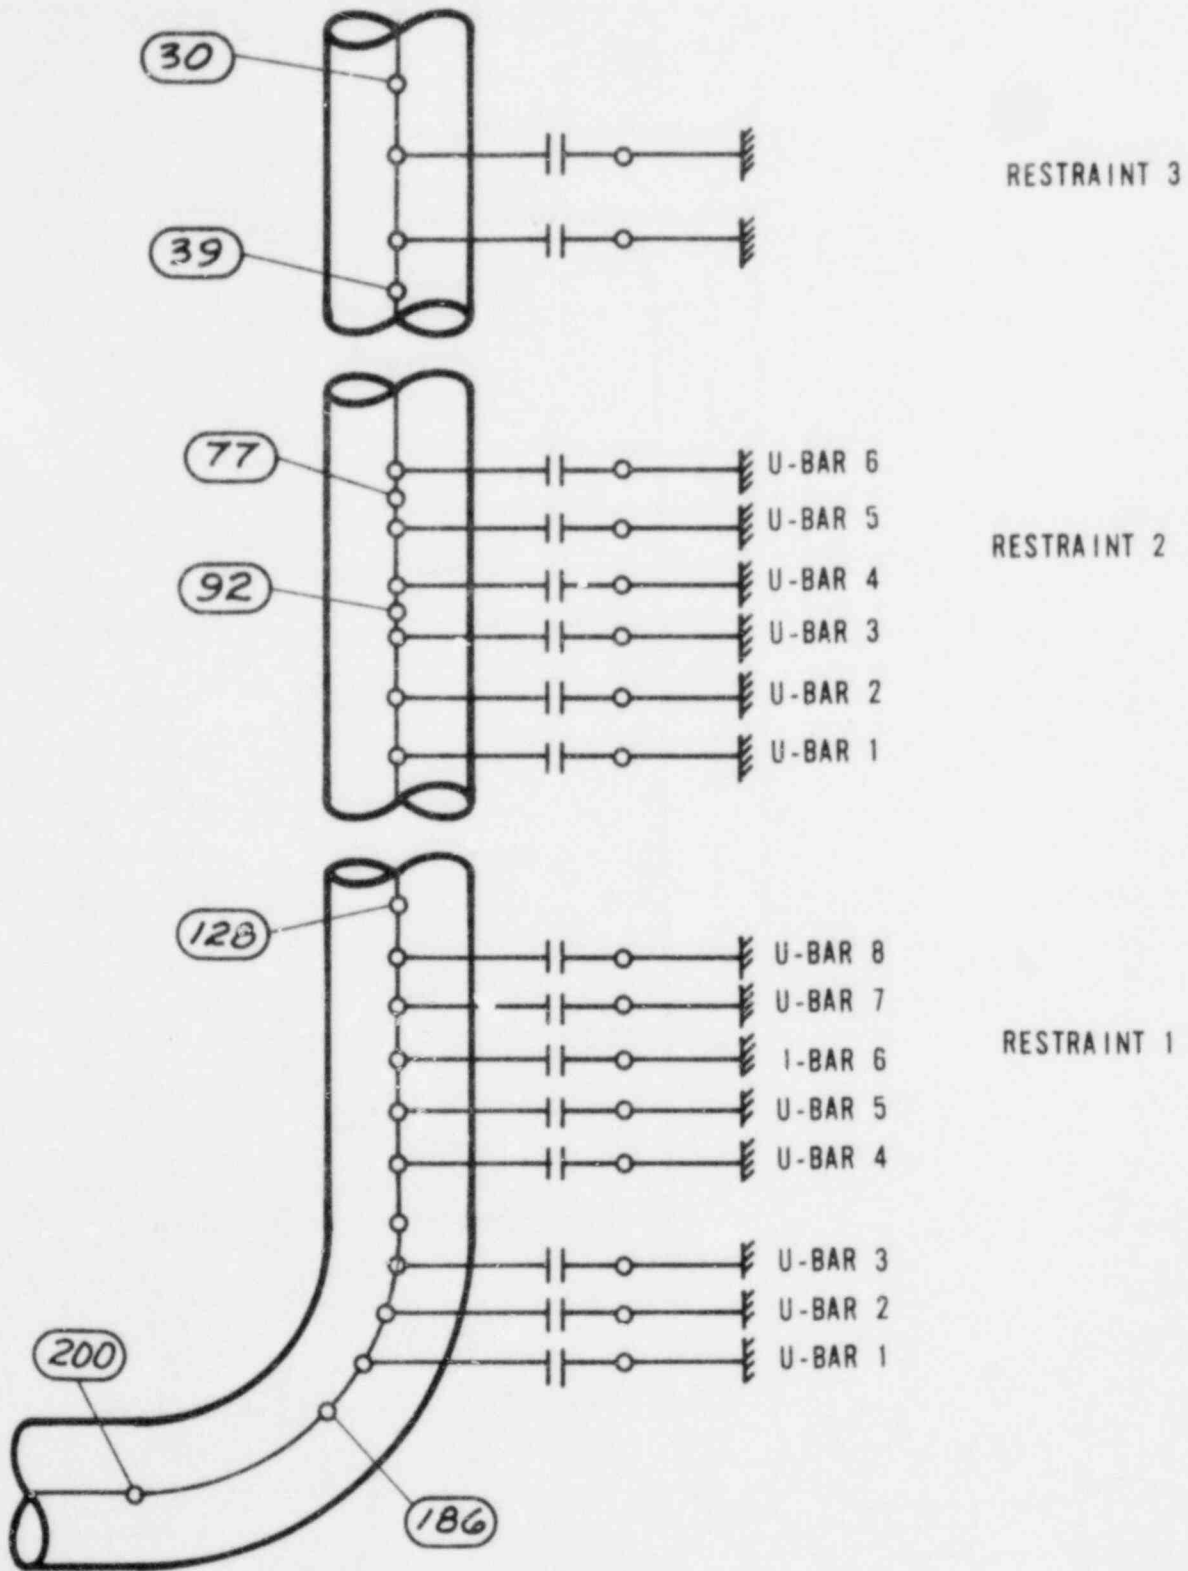 30
RESTRAINT 3
39
77
U-BAR 6
U-BAR 5
RESTRAINT 2
92
U-BAR 4
U-BAR 3
U-BAR 2
U-BAR 1
128
U-BAR 8
U-BAR 7
RESTRAINT 1
I-BAR 6
U-BAR 5
U-BAR 4
U-BAR 3
U-BAR 2
U-BAR 1
200
186